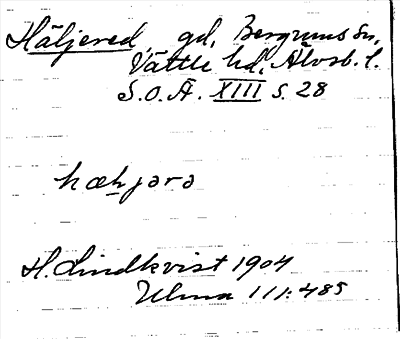 Häljered, gd, Bergums sn,
Vättle hd, Älvsb. l.
S.O.Ä. XIII s. 28
hæhjərə
H. Lindkvist 1904
Ulma 111:485